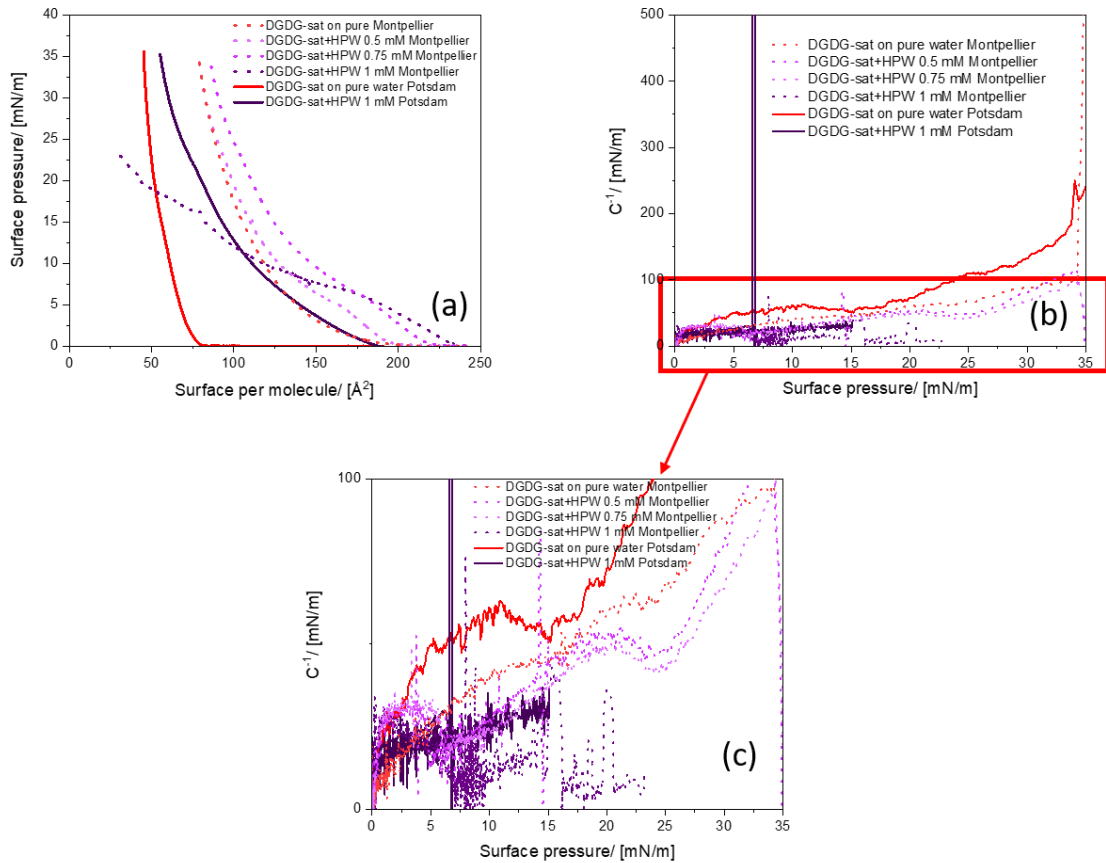 DGDG-sat on pure Montpellier
DGDG-sat+HPW 0.5 mM Montpellier
DGDG-sat+HPW 0.75 mM Montpellier
DGDG-sat+HPW 1 mM Montpellier
DGDG-sat on pure water Potsdam
DGDG-sat+HPW 1 mM Potsdam
40
35
30
25
20
15
10
5
0
Surface pressure/ [mN/m]
0 50 100 150 200 250
Surface per molecule/ [Å²]
(a)
DGDG-sat on pure water Montpellier
DGDG-sat+HPW 0.5 mM Montpellier
DGDG-sat+HPW 0.75 mM Montpellier
DGDG-sat+HPW 1 mM Montpellier
DGDG-sat on pure water Potsdam
DGDG-sat+HPW 1 mM Potsdam
500
400
300
200
100
0
C⁻¹/ [mN/m]
0 5 10 15 20 25 30 35
Surface pressure/ [mN/m]
(b)
DGDG-sat on pure water Montpellier
DGDG-sat+HPW 0.5 mM Montpellier
DGDG-sat+HPW 0.75 mM Montpellier
DGDG-sat+HPW 1 mM Montpellier
DGDG-sat on pure water Potsdam
DGDG-sat+HPW 1 mM Potsdam
100
0
C⁻¹/ [mN/m]
0 5 10 15 20 25 30 35
Surface pressure/ [mN/m]
(c)